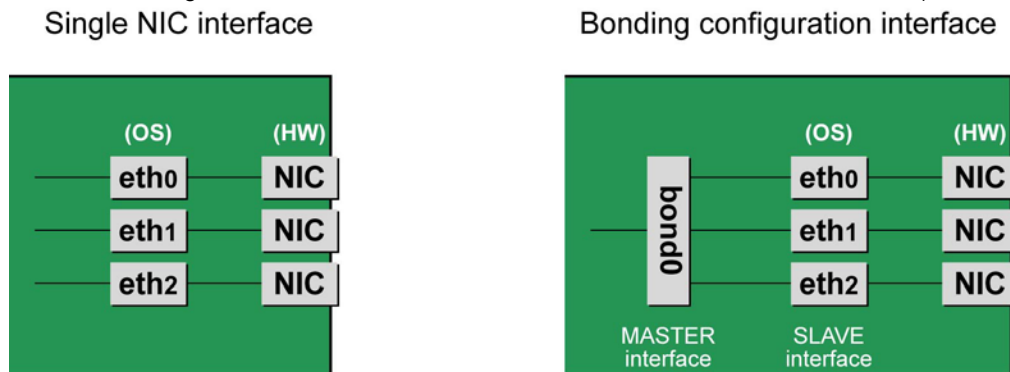 Single NIC interface
(OS) (HW)
eth0 NIC
eth1 NIC
eth2 NIC
Bonding configuration interface
(OS) (HW)
bond0
eth0 NIC
eth1 NIC
eth2 NIC
MASTER interface
SLAVE interface